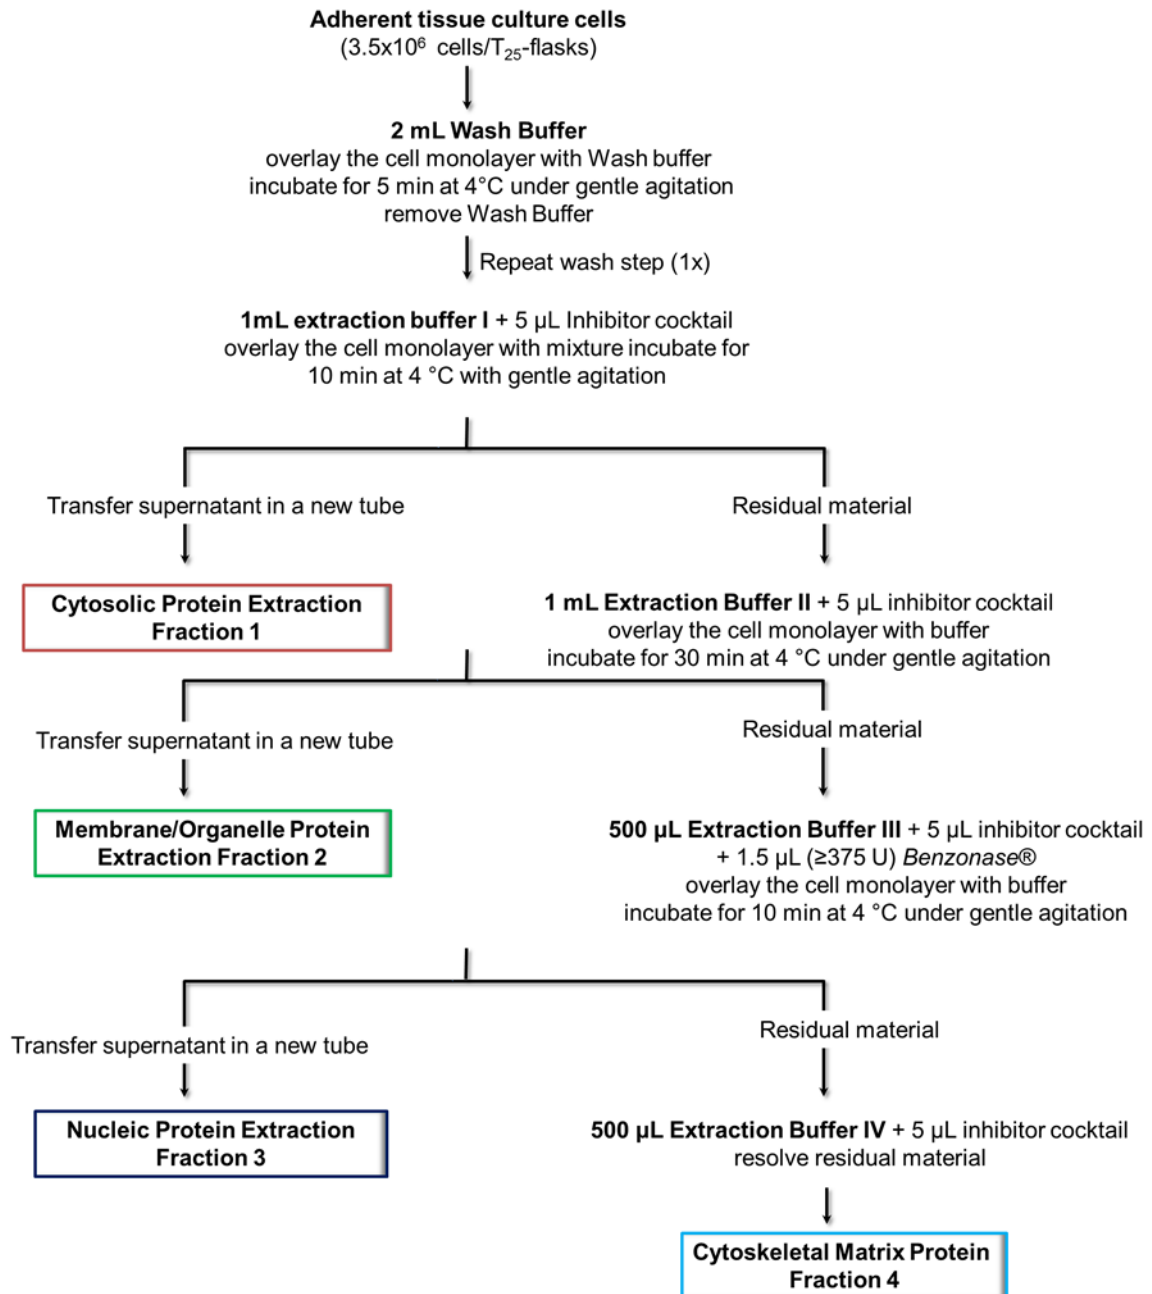 Adherent tissue culture cells
(3.5x10⁶ cells/T₂₅-flasks)
2 mL Wash Buffer
overlay the cell monolayer with Wash buffer
incubate for 5 min at 4°C under gentle agitation
remove Wash Buffer
Repeat wash step (1x)
1mL extraction buffer I + 5 µL Inhibitor cocktail
overlay the cell monolayer with mixture incubate for
10 min at 4 °C with gentle agitation
Transfer supernatant in a new tube
Residual material
Cytosolic Protein Extraction
Fraction 1
1 mL Extraction Buffer II + 5 µL inhibitor cocktail
overlay the cell monolayer with buffer
incubate for 30 min at 4 °C under gentle agitation
Transfer supernatant in a new tube
Residual material
Membrane/Organelle Protein
Extraction Fraction 2
500 µL Extraction Buffer III + 5 µL inhibitor cocktail
+ 1.5 µL (≥375 U) Benzonase®
overlay the cell monolayer with buffer
incubate for 10 min at 4 °C under gentle agitation
Transfer supernatant in a new tube
Residual material
Nucleic Protein Extraction
Fraction 3
500 µL Extraction Buffer IV + 5 µL inhibitor cocktail
resolve residual material
Cytoskeletal Matrix Protein
Fraction 4